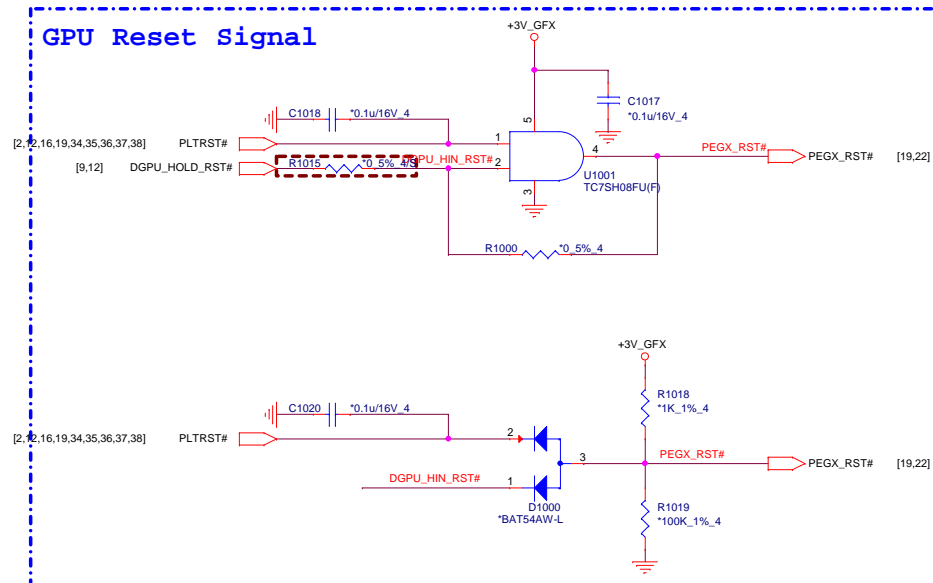 GPU Reset Signal
+3V_GFX
C1018 *0.1u/16V_4
C1017
*0.1u/16V_4
5
[2,12,16,19,34,35,36,37,38] PLTRST# 1
4 PEGX_RST# PEGX_RST# [19,22]
[9,12] DGPU_HOLD_RST# R1015 *0_5%_4/S DGPU_HIN_RST# 2
U1001
TC7SH08FU(F)
3
R1000 *0_5%_4
+3V_GFX
R1018
*1K_1%_4
C1020 *0.1u/16V_4
[2,12,16,19,34,35,36,37,38] PLTRST# 2
3 PEGX_RST# PEGX_RST# [19,22]
DGPU_HIN_RST# 1
D1000
*BAT54AW-L
R1019
*100K_1%_4